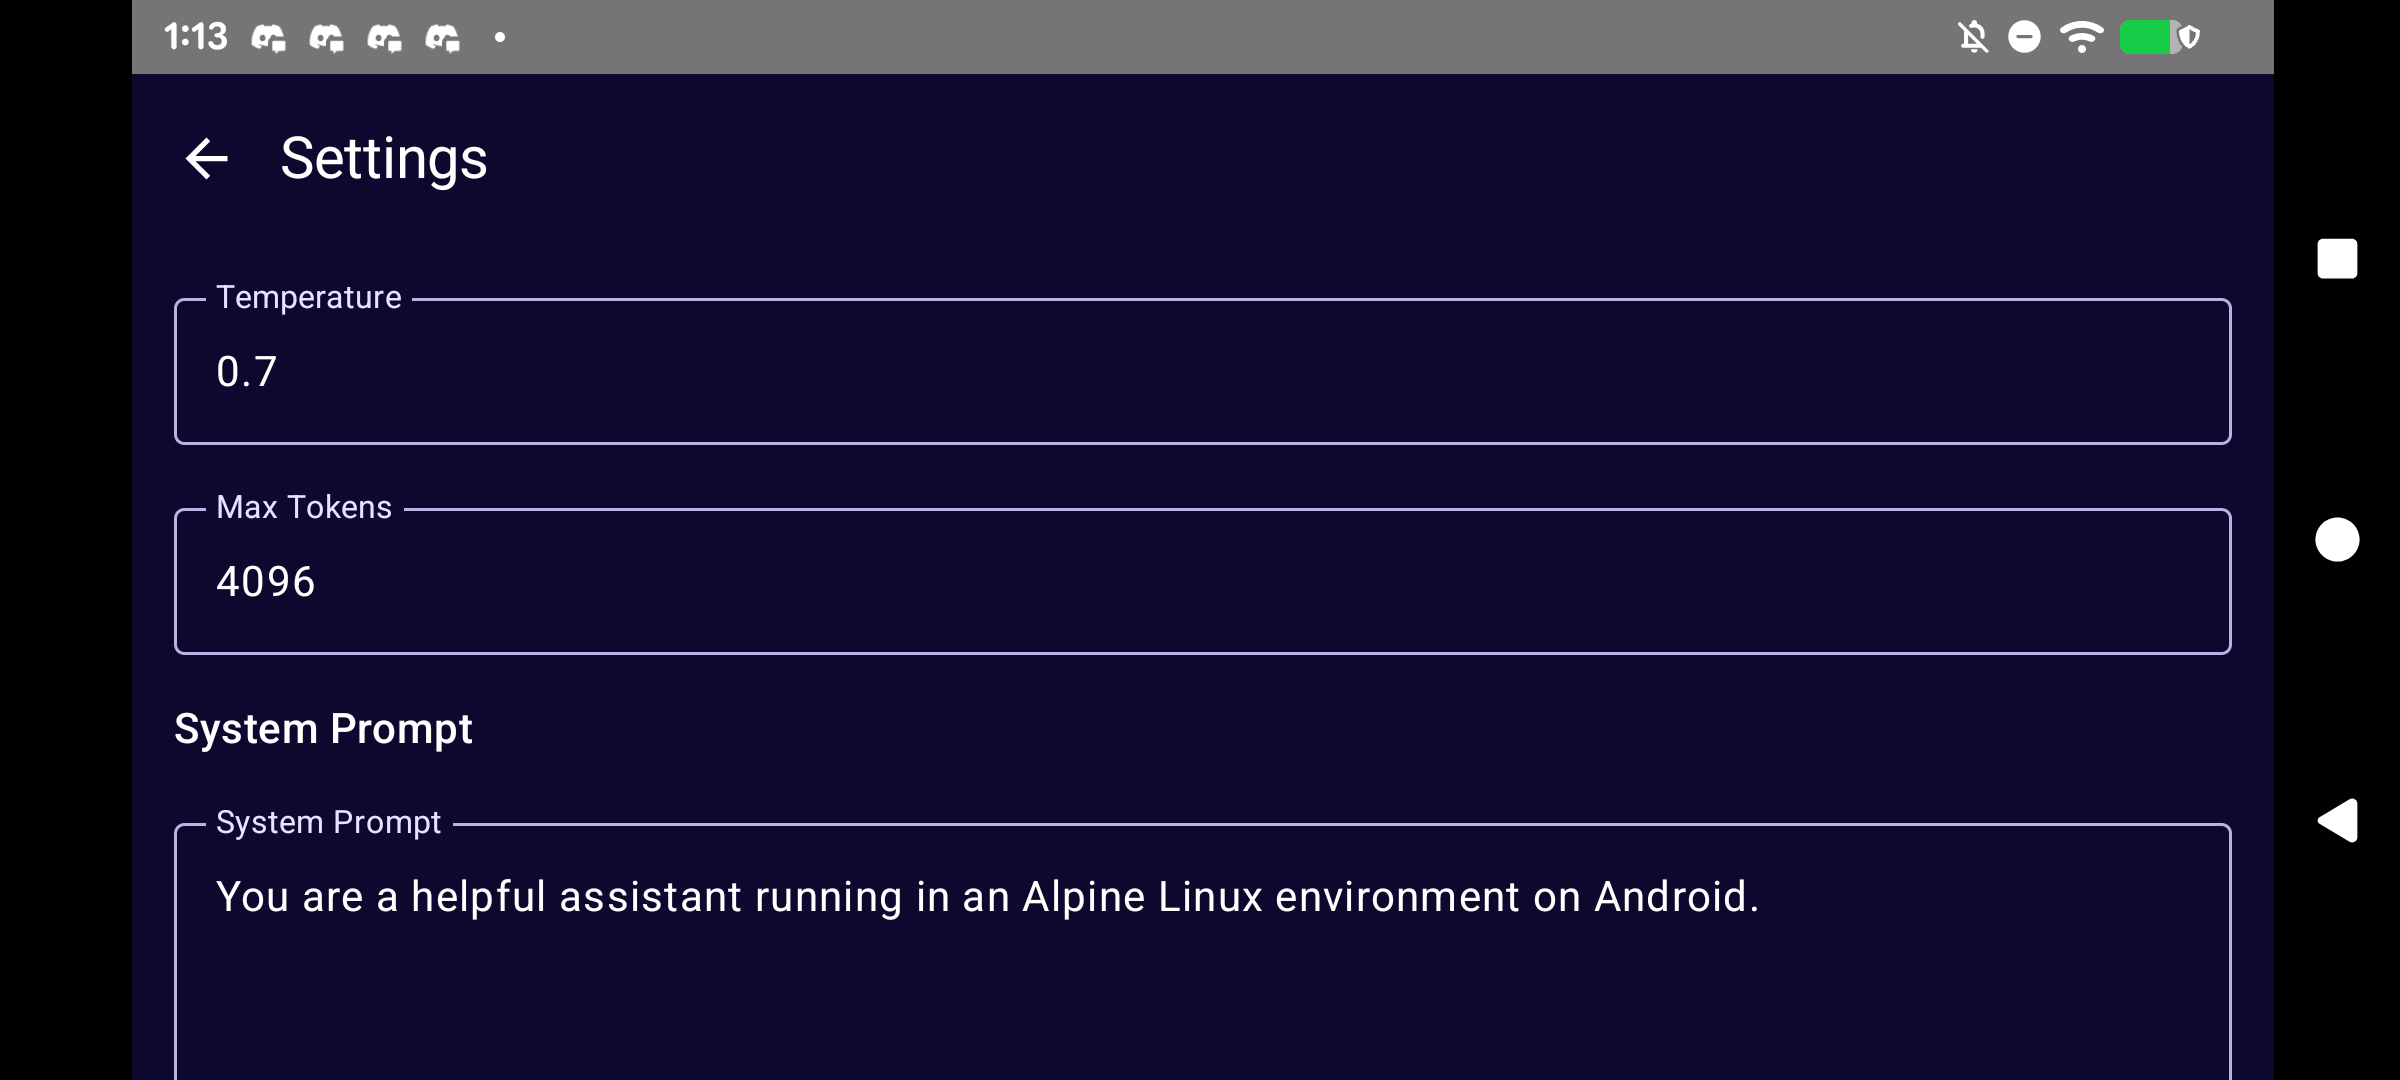 1:13
Settings
Temperature
0.7
Max Tokens
4096
System Prompt
System Prompt
You are a helpful assistant running in an Alpine Linux environment on Android.